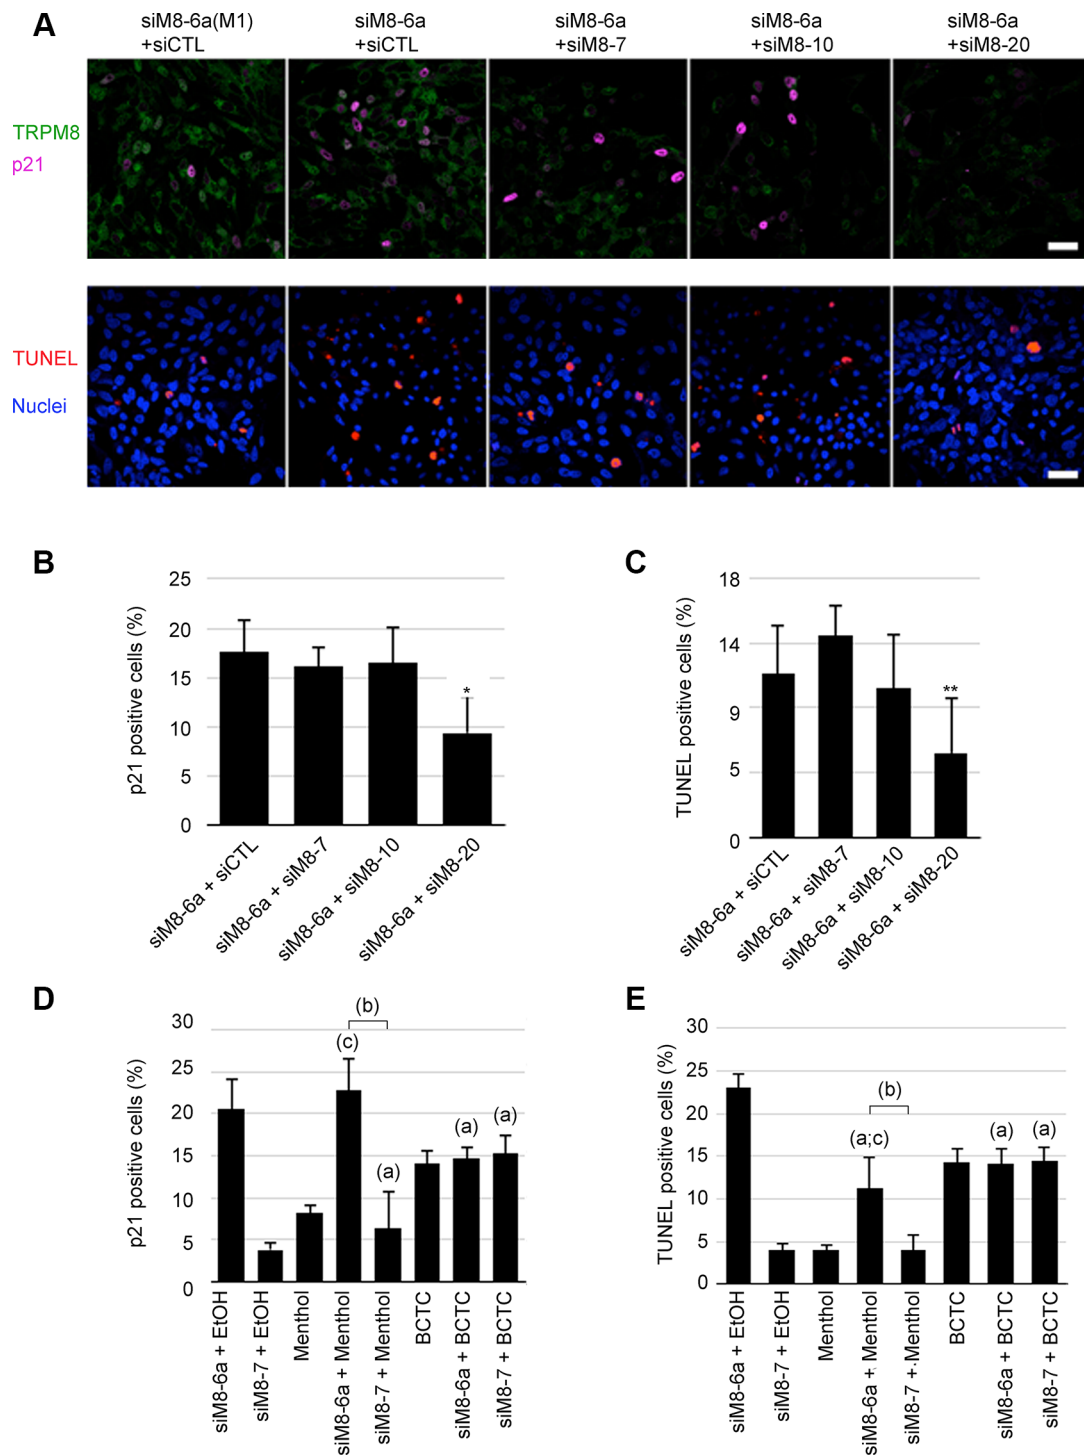 A
siM8-6a(M1)
+siCTL
siM8-6a
+siCTL
siM8-6a
+siM8-7
siM8-6a
+siM8-10
siM8-6a
+siM8-20
TRPM8
p21
TUNEL
Nuclei
B
p21 positive cells (%)
25
20
15
10
5
0
*
siM8-6a + siCTL
siM8-6a + siM8-7
siM8-6a + siM8-10
siM8-6a + siM8-20
C
TUNEL positive cells (%)
18
14
9
5
0
**
siM8-6a + siCTL
siM8-6a + siM8-7
siM8-6a + siM8-10
siM8-6a + siM8-20
D
p21 positive cells (%)
30
25
20
15
10
5
0
(b)
(c)
(a)
(a)
(a)
siM8-6a + EtOH
siM8-7 + EtOH
Menthol
siM8-6a + Menthol
siM8-7 + Menthol
BCTC
siM8-6a + BCTC
siM8-7 + BCTC
E
TUNEL positive cells (%)
30
25
20
15
10
5
0
(b)
(a;c)
(a)
(a)
siM8-6a + EtOH
siM8-7 + EtOH
Menthol
siM8-6a +.Menthol
siM8-7 +.Menthol
BCTC
siM8-6a + BCTC
siM8-7 + BCTC